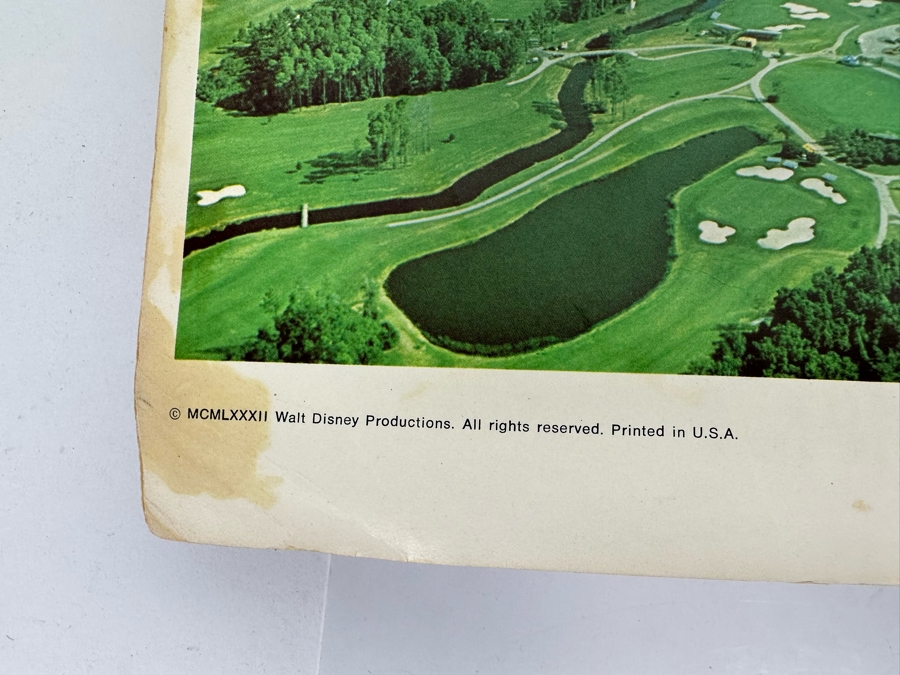 © MCMLXXXII Walt Disney Productions. All rights reserved. Printed in U.S.A.